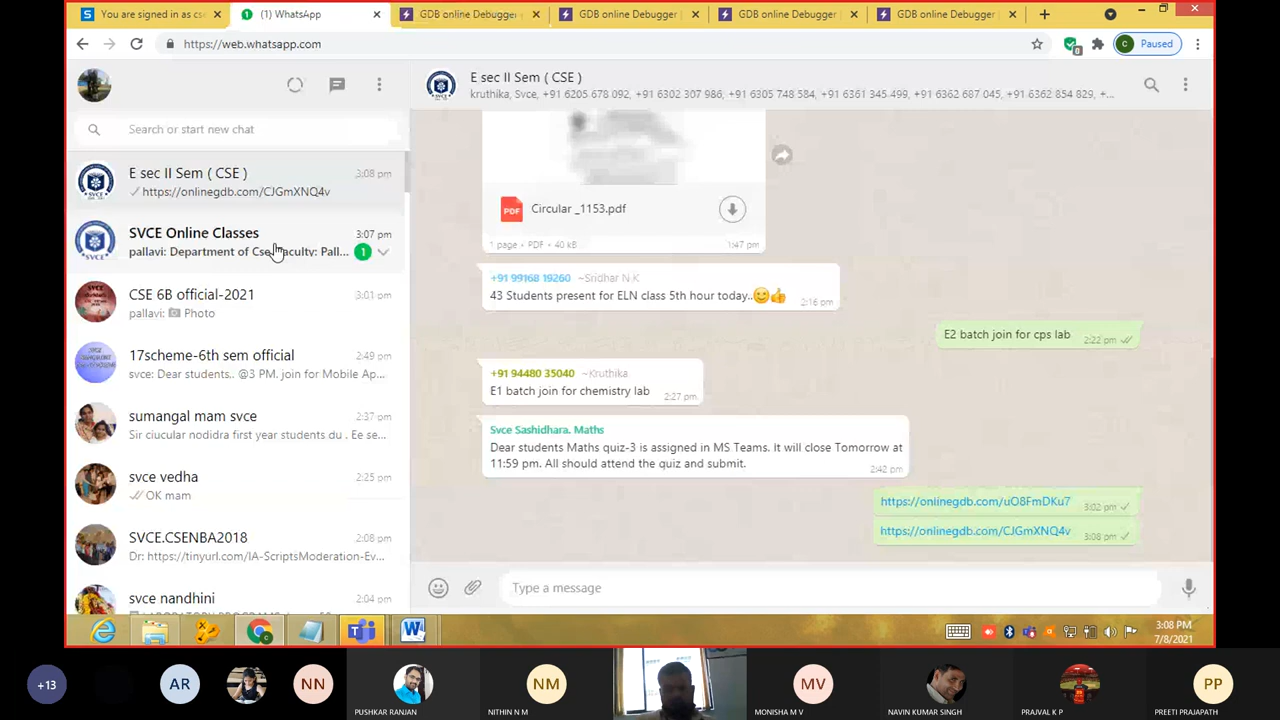 You are signed in as cs
(1) WhatsApp
GDB online Debugger
GDB online Debugger
GDB online Debugger
GDB online Debugger
https://web.whatsapp.com
C
Paused
Search or start new chat
E sec II Sem ( CSE )
3:08 pm
https://onlinegdb.com/CJGmXNQ4v
SVCE Online Classes
3:07 pm
pallavi: Department of Cse Faculty: Pall...
1
CSE 6B official-2021
3:01 pm
pallavi: Photo
17scheme-6th sem official
2:49 pm
svce: Dear students.. @3 PM. join for Mobile Ap...
sumangal mam svce
2:37 pm
Sir ciucular nodidra first year students du . Ee se...
svce vedha
2:25 pm
OK mam
SVCE.CSENBA2018
2:08 pm
Dr: https://tinyurl.com/IA-ScriptsModeration-Ev...
svce nandhini
2:04 pm
E sec II Sem ( CSE )
kruthika, Svce, +91 6205 678 092, +91 6302 307 986, +91 6305 748 584, +91 6361 345 499, +91 6362 687 045, +91 6362 854 829, +...
PDF
Circular _1153.pdf
1 page • PDF • 40 kB
1:47 pm
+91 99168 19260 ~Sridhar N.K
43 Students present for ELN class 5th hour today..😊👍
2:16 pm
E2 batch join for cps lab
2:22 pm
+91 94480 35040 ~Kruthika
E1 batch join for chemistry lab
2:27 pm
Svce Sashidhara. Maths
Dear students Maths quiz-3 is assigned in MS Teams. It will close Tomorrow at
11:59 pm. All should attend the quiz and submit.
2:42 pm
https://onlinegdb.com/uO8FmDKu7
3:02 pm
https://onlinegdb.com/CJGmXNQ4v
3:08 pm
Type a message
3:08 PM
7/8/2021
+13
AR
NN
PUSHKAR RANJAN
NM
NITHIN N M
MV
MONISHA M V
NAVIN KUMAR SINGH
PRAJVAL K P
PP
PREETI PRAJAPATH